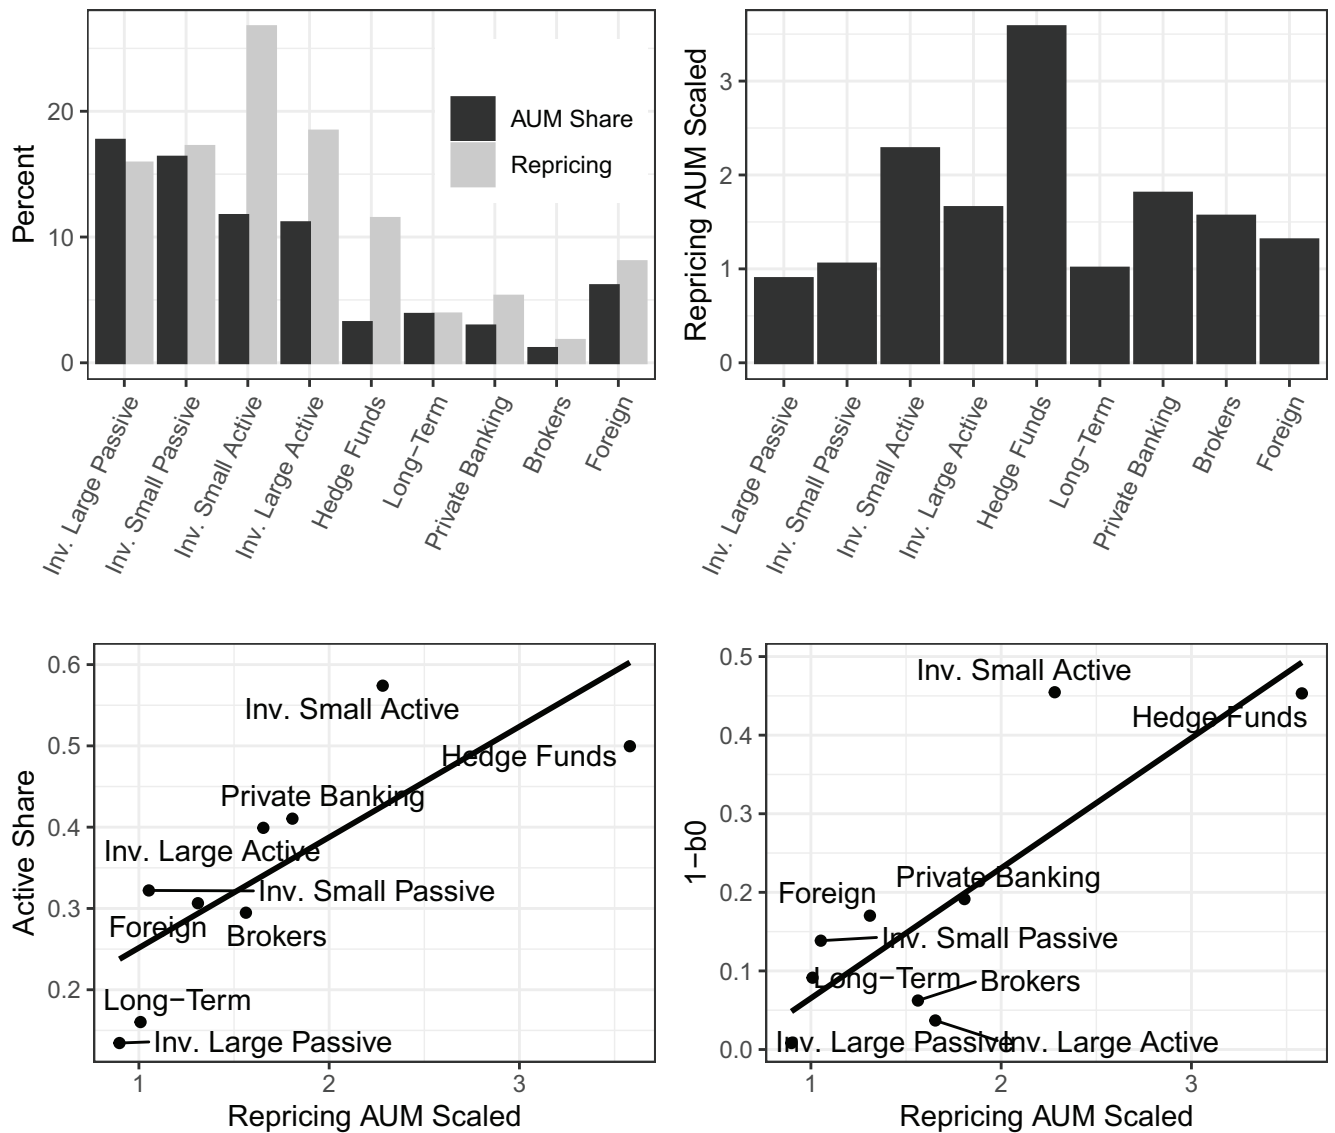 Percent
20
10
0
AUM Share
Repricing
Inv. Large Passive
Inv. Small Passive
Inv. Small Active
Inv. Large Active
Hedge Funds
Long−Term
Private Banking
Brokers
Foreign
Repricing AUM Scaled
3
2
1
0
Inv. Large Passive
Inv. Small Passive
Inv. Small Active
Inv. Large Active
Hedge Funds
Long−Term
Private Banking
Brokers
Foreign
Active Share
0.6
0.5
0.4
0.3
0.2
Inv. Small Active
Hedge Funds
Private Banking
Inv. Large Active
Inv. Small Passive
Foreign
Brokers
Long−Term
Inv. Large Passive
1
2
3
Repricing AUM Scaled
1−b0
0.5
0.4
0.3
0.2
0.1
0.0
Inv. Small Active
Hedge Funds
Private Banking
Foreign
Inv. Small Passive
Long−Term
Brokers
Inv. Large Passive
Inv. Large Active
1
2
3
Repricing AUM Scaled